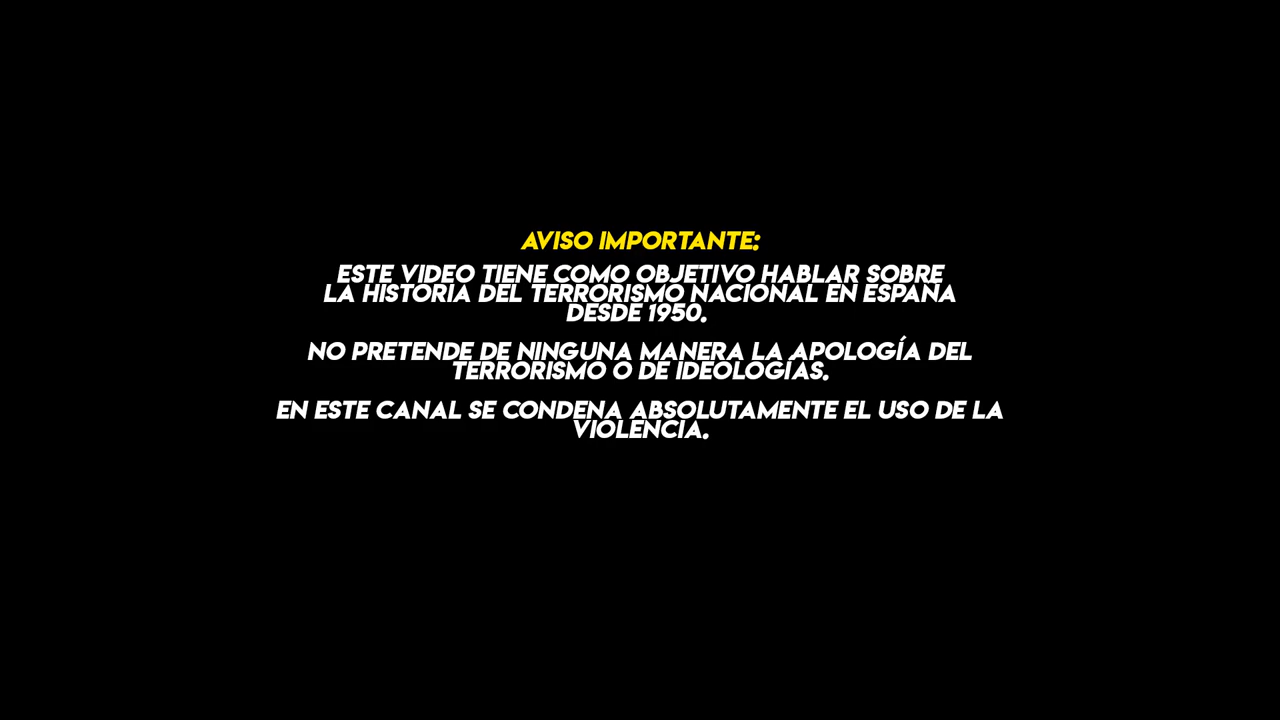 AVISO IMPORTANTE:
ESTE VIDEO TIENE COMO OBJETIVO HABLAR SOBRE
LA HISTORIA DEL TERRORISMO NACIONAL EN ESPAÑA
DESDE 1950.
NO PRETENDE DE NINGUNA MANERA LA APOLOGÍA DEL
TERRORISMO O DE IDEOLOGÍAS.
EN ESTE CANAL SE CONDENA ABSOLUTAMENTE EL USO DE LA
VIOLENCIA.